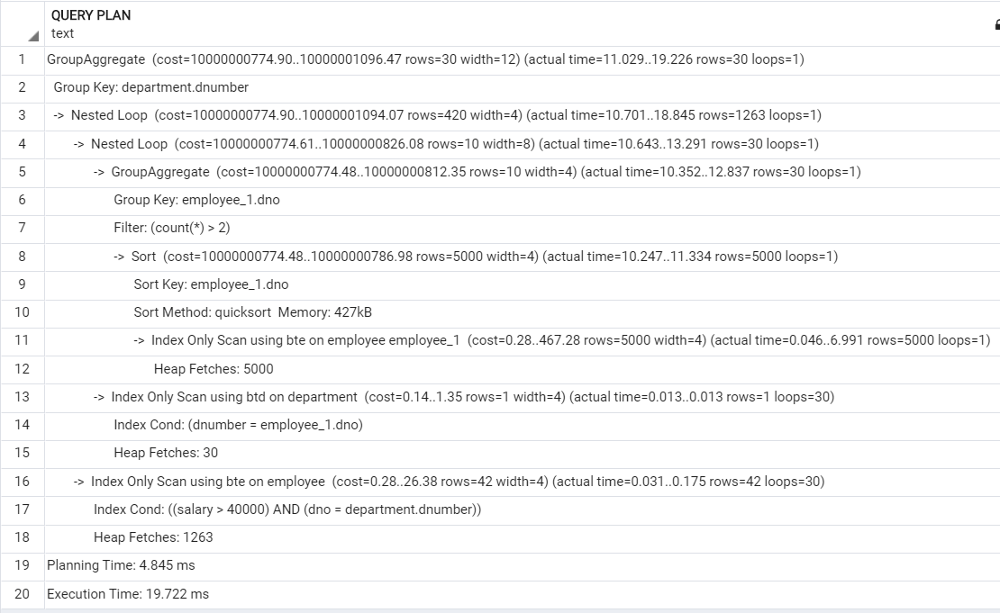 QUERY PLAN
text
1 GroupAggregate (cost=10000000774.90..10000001096.47 rows=30 width=12) (actual time=11.029..19.226 rows=30 loops=1)
2 Group Key: department.dnumber
3 -> Nested Loop (cost=10000000774.90..10000001094.07 rows=420 width=4) (actual time=10.701..18.845 rows=1263 loops=1)
4 -> Nested Loop (cost=10000000774.61..10000000826.08 rows=10 width=8) (actual time=10.643..13.291 rows=30 loops=1)
5 -> GroupAggregate (cost=10000000774.48..10000000812.35 rows=10 width=4) (actual time=10.352..12.837 rows=30 loops=1)
6 Group Key: employee_1.dno
7 Filter: (count(*) > 2)
8 -> Sort (cost=10000000774.48..10000000786.98 rows=5000 width=4) (actual time=10.247..11.334 rows=5000 loops=1)
9 Sort Key: employee_1.dno
10 Sort Method: quicksort Memory: 427kB
11 -> Index Only Scan using bte on employee employee_1 (cost=0.28..467.28 rows=5000 width=4) (actual time=0.046..6.991 rows=5000 loops=1)
12 Heap Fetches: 5000
13 -> Index Only Scan using btd on department (cost=0.14..1.35 rows=1 width=4) (actual time=0.013..0.013 rows=1 loops=30)
14 Index Cond: (dnumber = employee_1.dno)
15 Heap Fetches: 30
16 -> Index Only Scan using bte on employee (cost=0.28..26.38 rows=42 width=4) (actual time=0.031..0.175 rows=42 loops=30)
17 Index Cond: ((salary > 40000) AND (dno = department.dnumber))
18 Heap Fetches: 1263
19 Planning Time: 4.845 ms
20 Execution Time: 19.722 ms